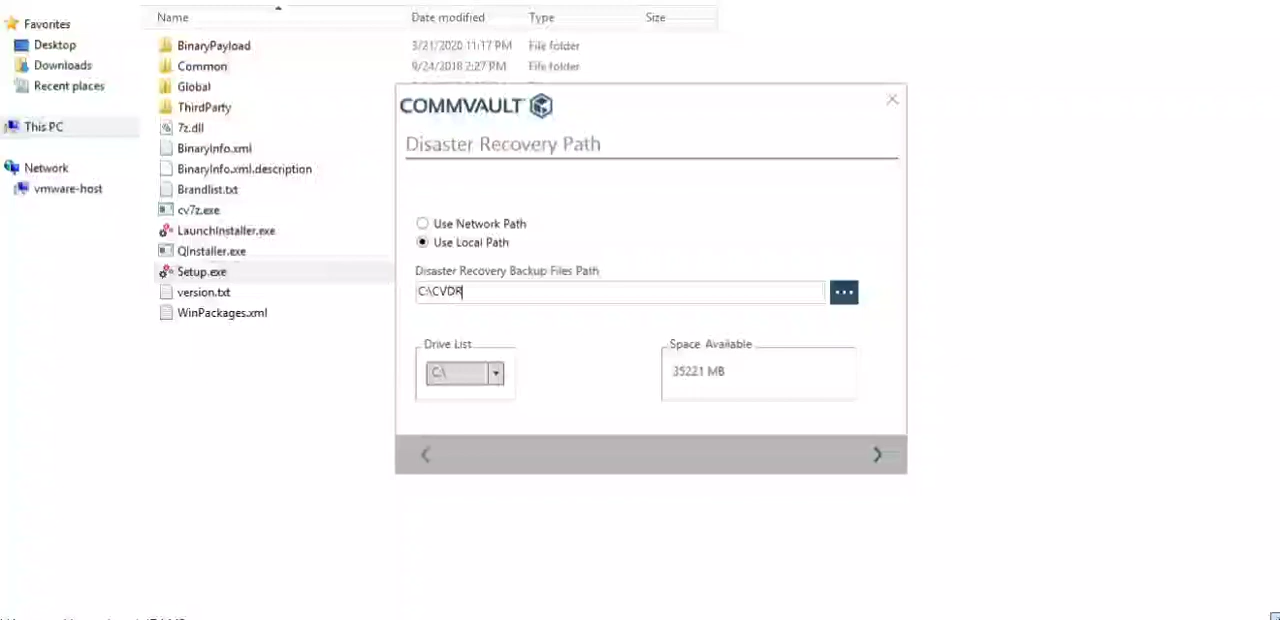 Name Date modified Type Size
Favorites
Desktop
Downloads
Recent places
This PC
Network
vmware-host
BinaryPayload 3/21/2020 11:17 PM File folder
Common 9/24/2018 2:27 PM File folder
Global
ThirdParty
7z.dll
BinaryInfo.xml
BinaryInfo.xml.description
Brandlist.txt
cv7z.exe
LaunchInstaller.exe
QInstaller.exe
Setup.exe
version.txt
WinPackages.xml
COMMVAULT
Disaster Recovery Path
Use Network Path
Use Local Path
Disaster Recovery Backup Files Path
C:\CVDR
Drive List
C:\
Space Available
35221 MB